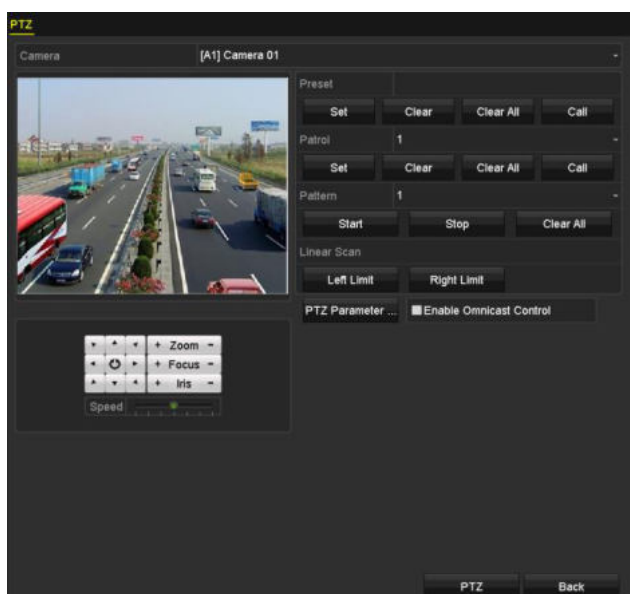 PTZ
Camera [A1] Camera 01
Preset
Set Clear Clear All Call
Patrol 1
Set Clear Clear All Call
Pattern 1
Start Stop Clear All
Linear Scan
Left Limit Right Limit
PTZ Parameter ... Enable Omnicast Control
+ Zoom -
+ Focus -
+ Iris -
Speed
PTZ Back